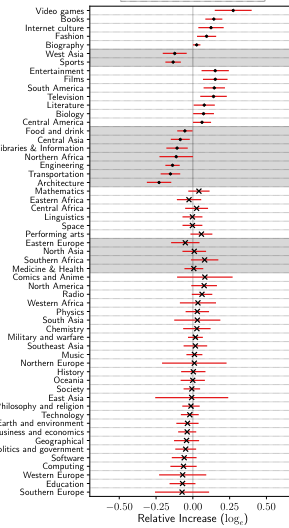 Video games
Books
Internet culture
Fashion
Biography
West Asia
Sports
Entertainment
Films
South Asia
Television
Literature
Biology
Central America
Food and drink
Central Asia
ibraries & Information
Northern Africa
Engineering
Transportation
Architecture
Mathematics
Eastern Africa
Central Africa
Linguistics
Space
Performing arts
Eastern Europe
North Asia
Southern Africa
Medicine & Health
Comics and Anime
North America
Radio
Western Africa
Physics
South Asia
Chemistry
Military and warfare
Southeast Asia
Music
Northern Europe
History
Oceania
Society
East Asia
Philosophy and religion
Technology
Earth and environment
usiness and economics
Geographical
olitics and government
Software
Computing
Western Europe
Education
Southern Europe
−0.50 −0.25 0.00 0.25 0.50
Relative Increase (logₑ)